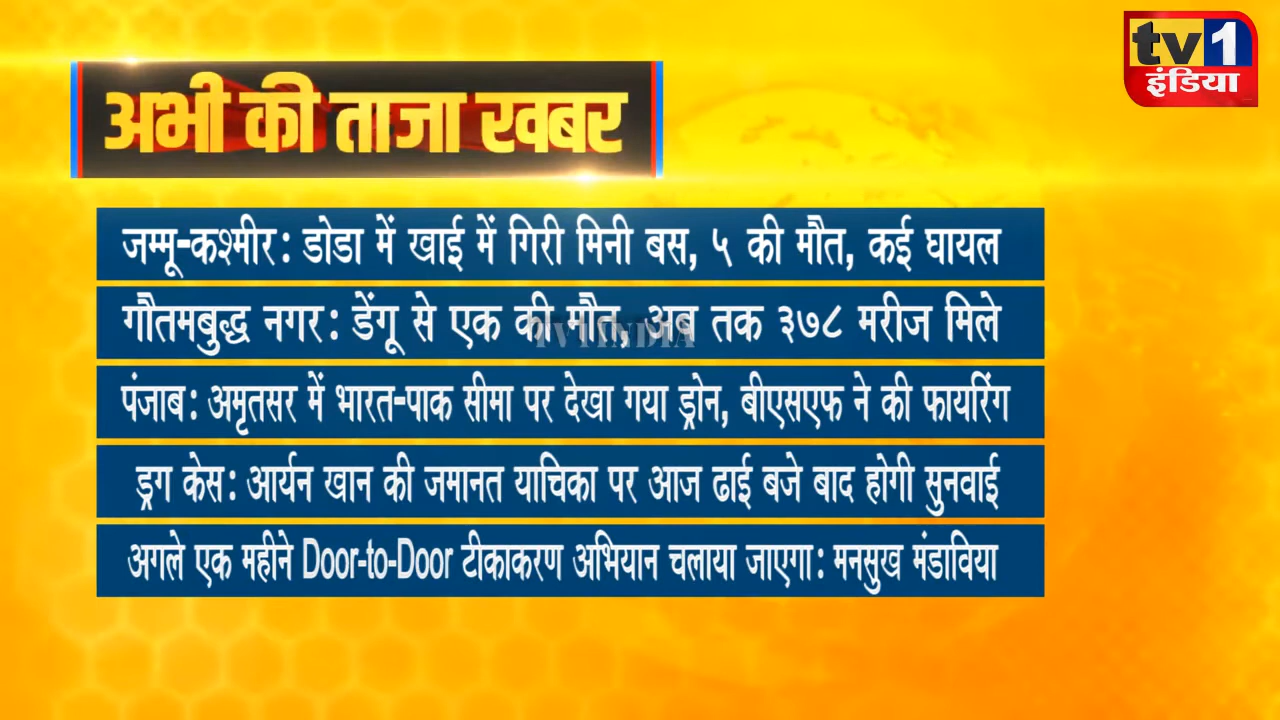 tv1
इंडिया
अभी की ताजा खबर
जम्मू-कश्मीर: डोडा में खाई में गिरी मिनी बस, ५ की मौत, कई घायल
गौतमबुद्ध नगर: डेंगू से एक की मौत, अब तक ३७८ मरीज मिले
TV1INDIA
पंजाब: अमृतसर में भारत-पाक सीमा पर देखा गया ड्रोन, बीएसएफ ने की फायरिंग
ड्रग केस: आर्यन खान की जमानत याचिका पर आज ढाई बजे बाद होगी सुनवाई
अगले एक महीने Door-to-Door टीकाकरण अभियान चलाया जाएगा: मनसुख मंडाविया